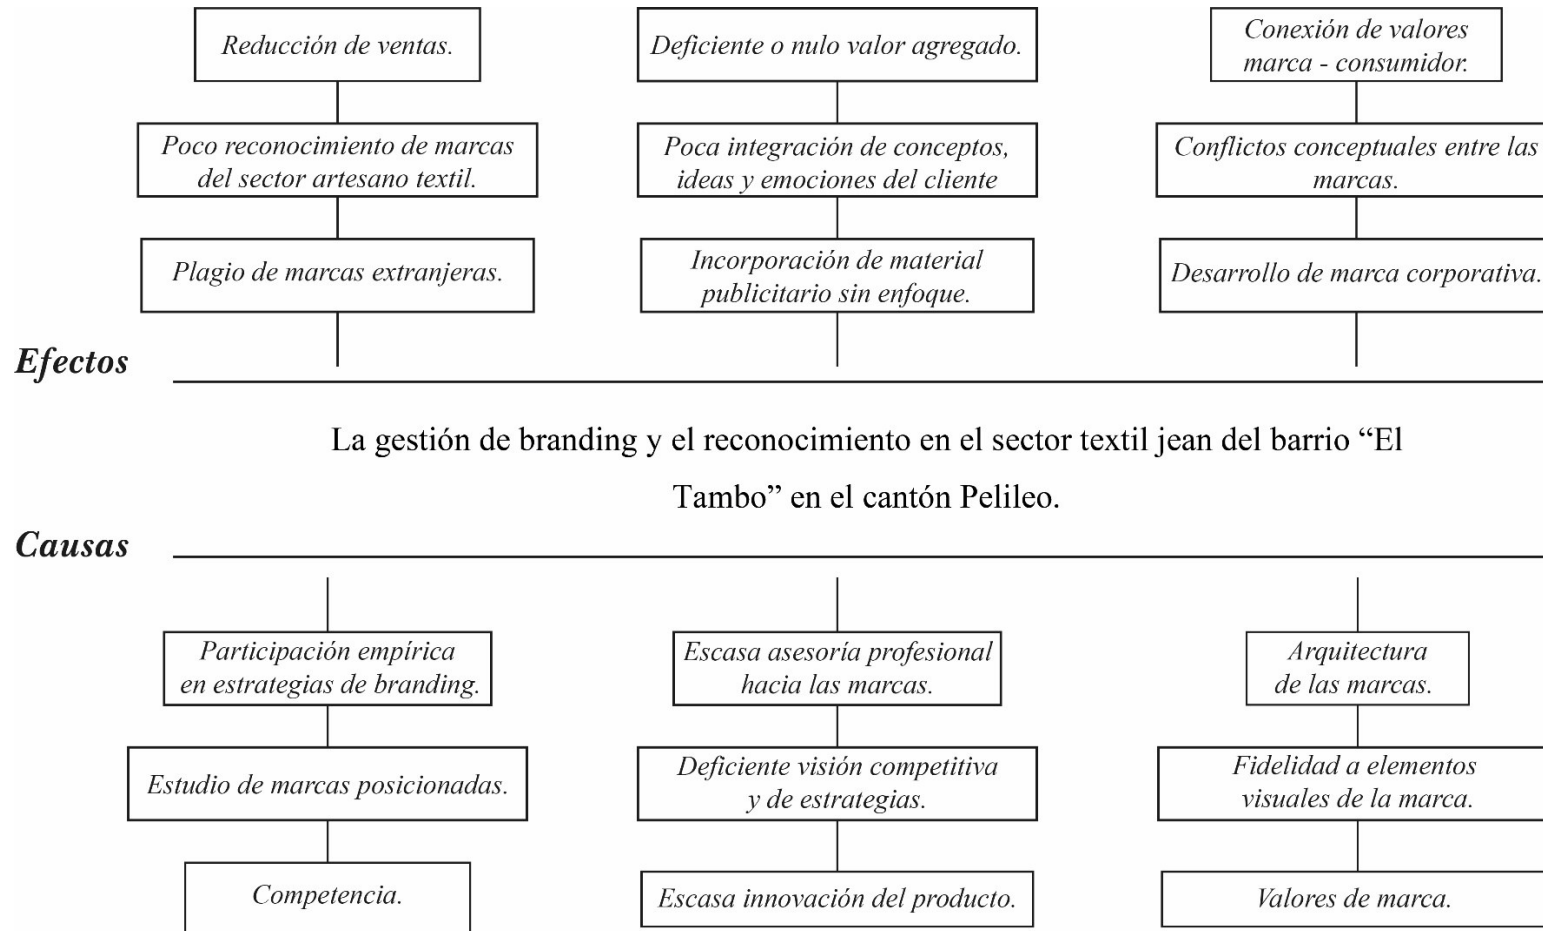 Reducción de ventas.
Deficiente o nulo valor agregado.
Conexión de valores
marca - consumidor.
Poco reconocimiento de marcas
del sector artesano textil.
Poca integración de conceptos,
ideas y emociones del cliente
Conflictos conceptuales entre las
marcas.
Plagio de marcas extranjeras.
Incorporación de material
publicitario sin enfoque.
Desarrollo de marca corporativa.
Efectos
La gestión de branding y el reconocimiento en el sector textil jean del barrio “El
Tambo” en el cantón Pelileo.
Causas
Participación empírica
en estrategias de branding.
Escasa asesoría profesional
hacia las marcas.
Arquitectura
de las marcas.
Estudio de marcas posicionadas.
Deficiente visión competitiva
y de estrategias.
Fidelidad a elementos
visuales de la marca.
Competencia.
Escasa innovación del producto.
Valores de marca.